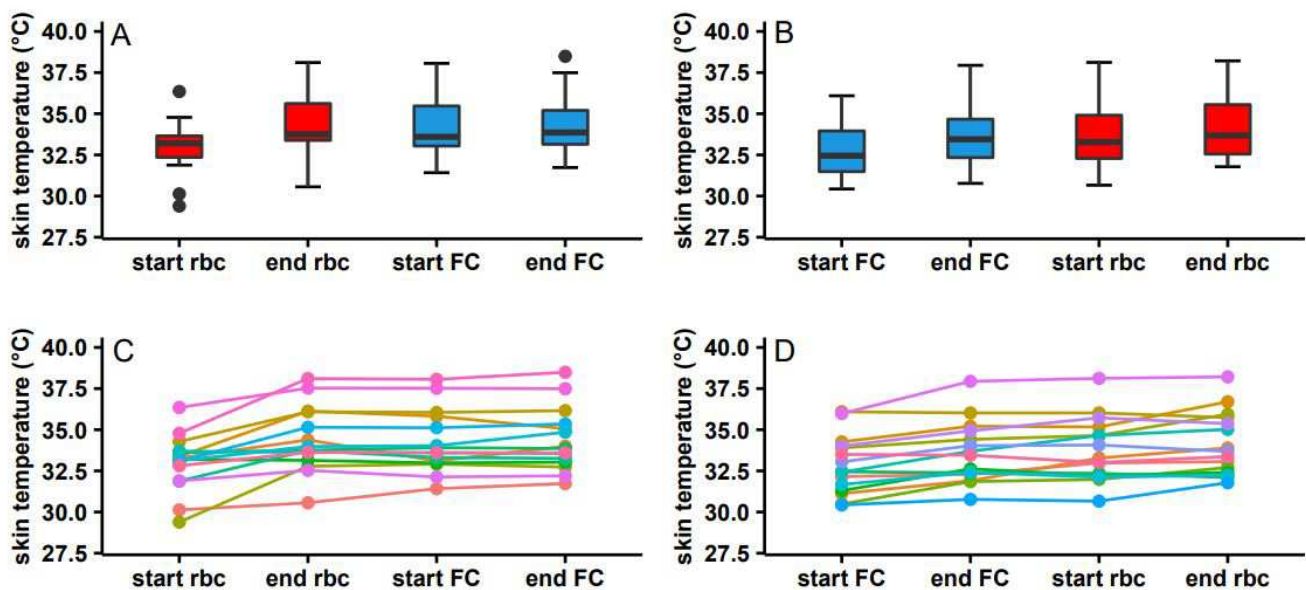 A
skin temperature (°C)
40.0
37.5
35.0
32.5
30.0
27.5
start rbc end rbc start FC end FC
B
skin temperature (°C)
40.0
37.5
35.0
32.5
30.0
27.5
start FC end FC start rbc end rbc
C
skin temperature (°C)
40.0
37.5
35.0
32.5
30.0
27.5
start rbc end rbc start FC end FC
D
skin temperature (°C)
40.0
37.5
35.0
32.5
30.0
27.5
start FC end FC start rbc end rbc